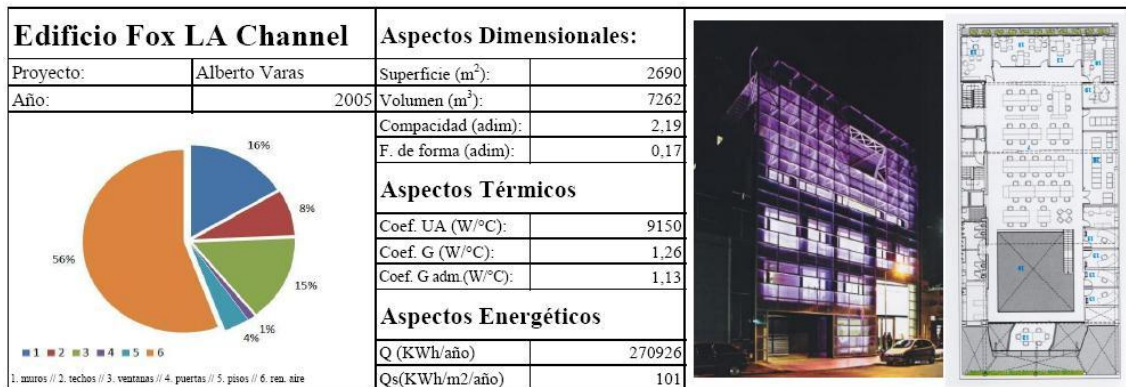 Edificio Fox LA Channel
Proyecto: Alberto Varas
Año: 2005
16%
8%
15%
1%
4%
56%
1 2 3 4 5 6
1. muros // 2. techos // 3. ventanas // 4. puertas // 5. pisos // 6. ren. aire
Aspectos Dimensionales:
Superficie (m²): 2690
Volumen (m³): 7262
Compacidad (adim): 2,19
F. de forma (adim): 0,17
Aspectos Térmicos
Coef. UA (W/°C): 9150
Coef. G (W/°C): 1,26
Coef. G adm.(W/°C): 1,13
Aspectos Energéticos
Q (KWh/año) 270926
Qs(KWh/m2/año) 101